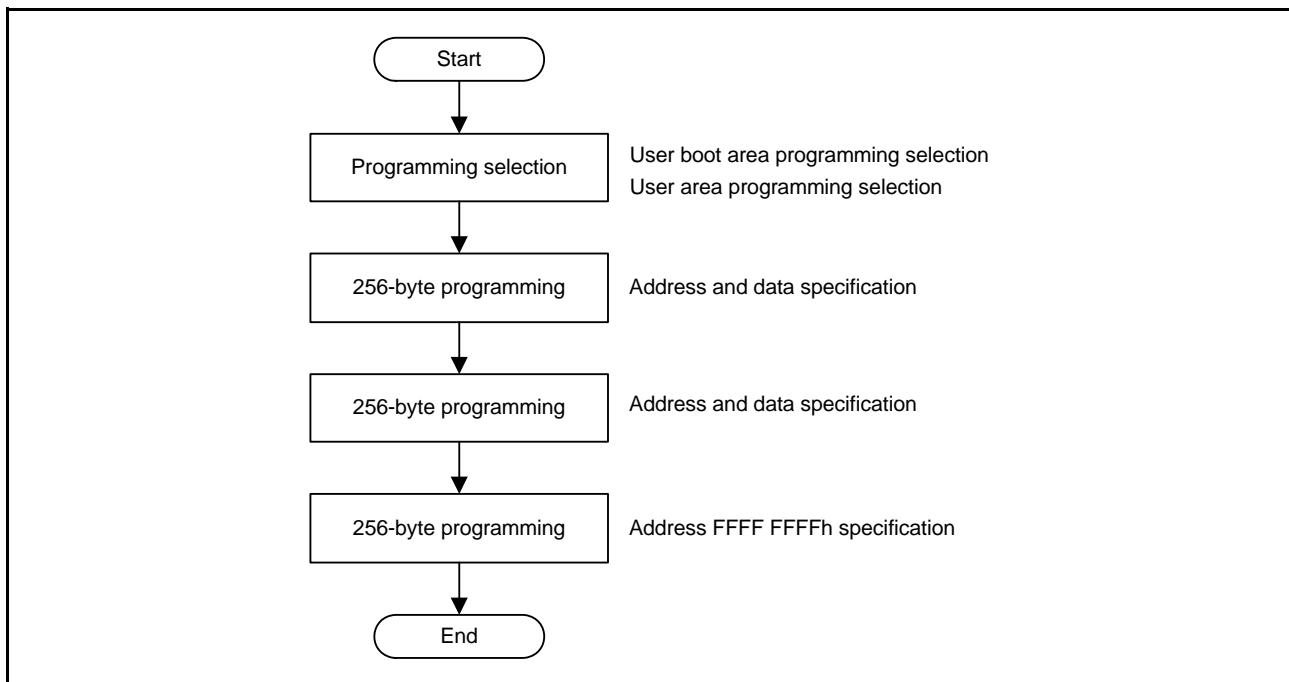 Start
Programming selection
User boot area programming selection
User area programming selection
256-byte programming
Address and data specification
256-byte programming
Address and data specification
256-byte programming
Address FFFF FFFFh specification
End